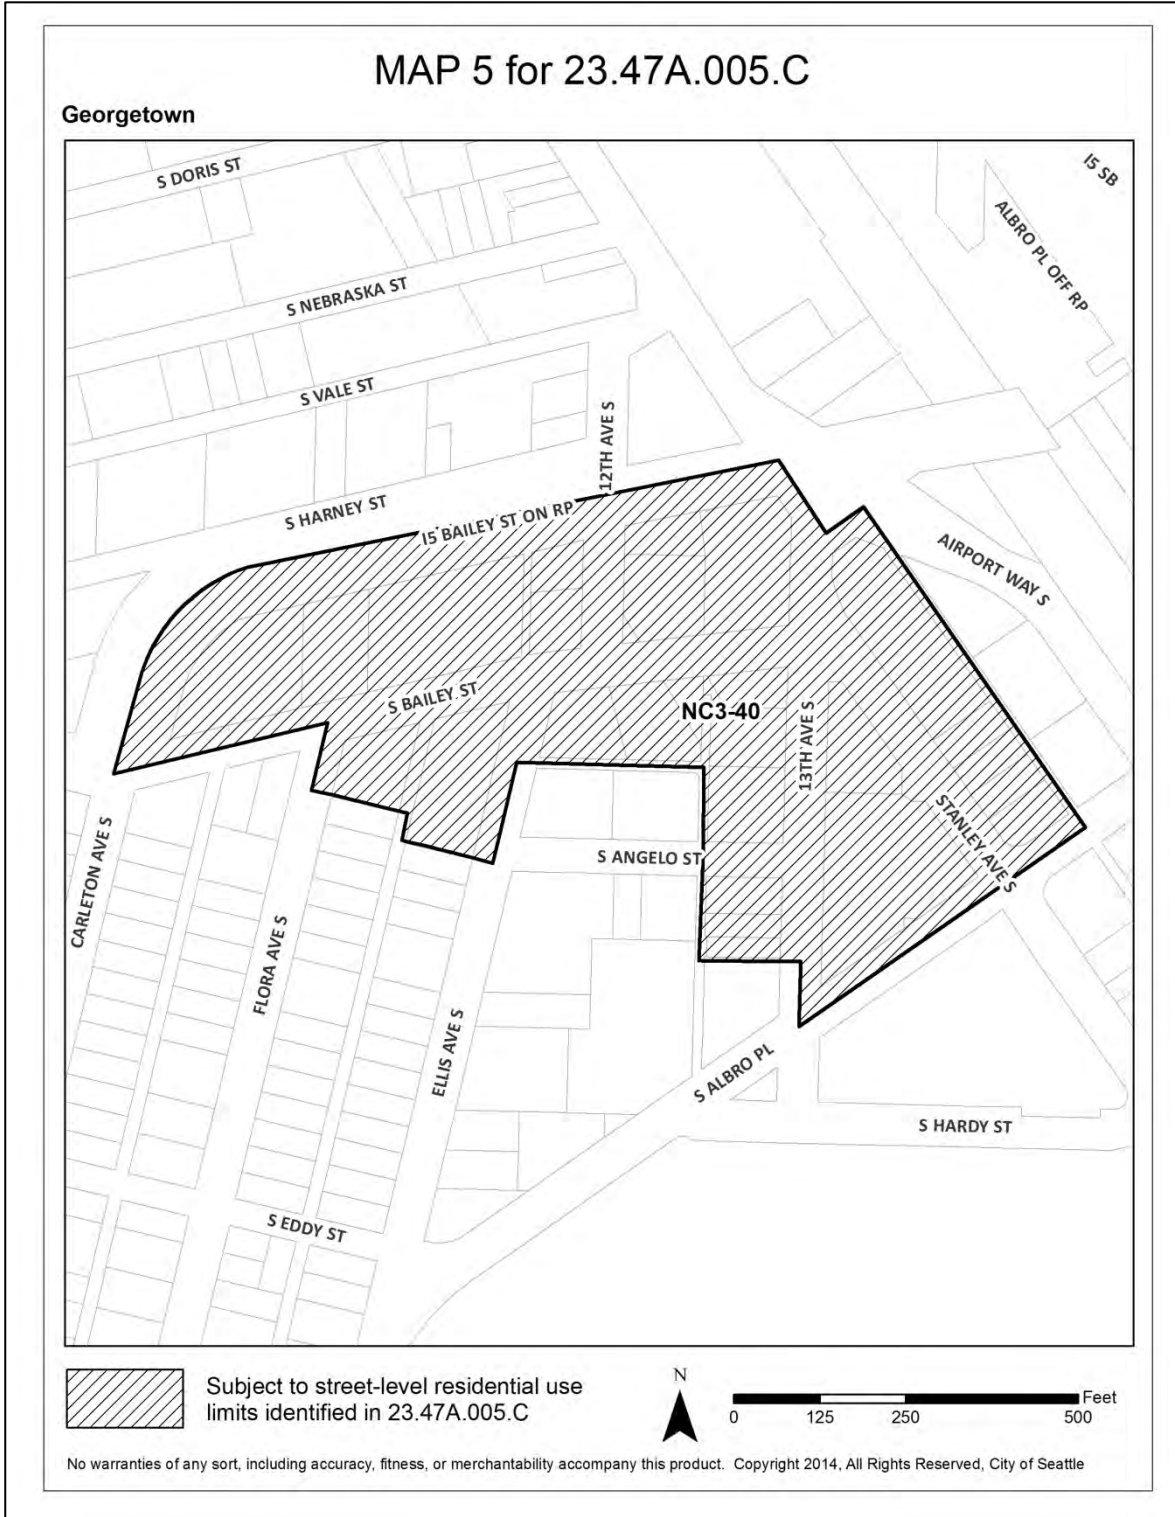 MAP 5 for 23.47A.005.C
Georgetown
I5 SB
S DORIS ST
ALBRO PL OFF RP
S NEBRASKA ST
S VALE ST
12TH AVE S
S HARNEY ST
I5 BAILEY ST ON RP
AIRPORT WAY S
S BAILEY ST
NC3-40
13TH AVE S
STANLEY AVE S
CARLETON AVE S
S ANGELO ST
FLORA AVE S
ELLIS AVE S
S ALBRO PL
S HARDY ST
S EDDY ST
Subject to street-level residential use
limits identified in 23.47A.005.C
N
Feet
0 125 250 500
No warranties of any sort, including accuracy, fitness, or merchantability accompany this product. Copyright 2014, All Rights Reserved, City of Seattle